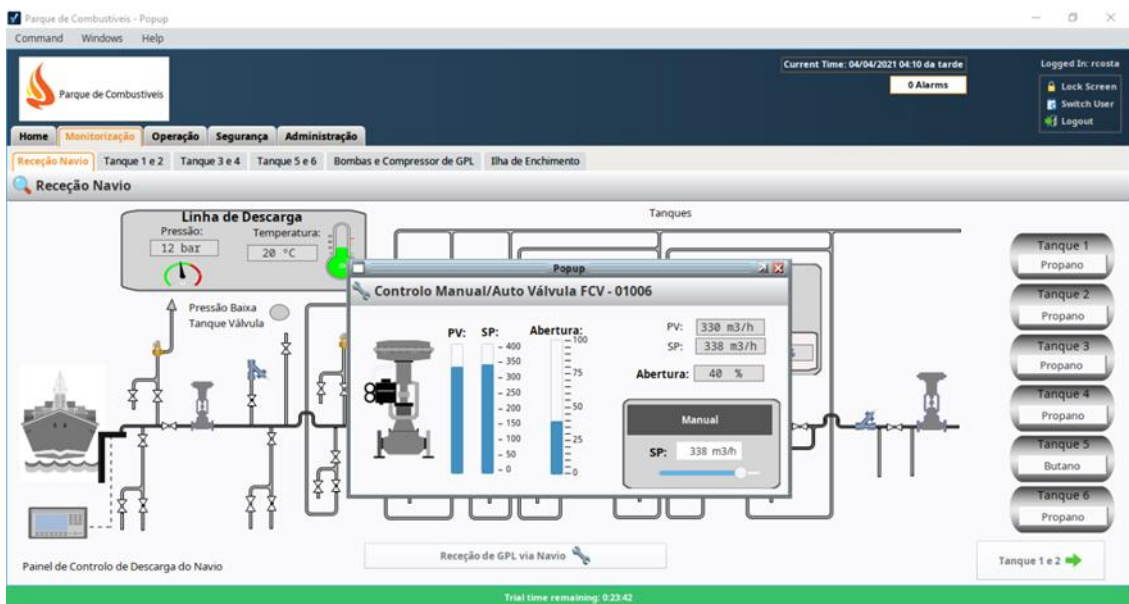 Parque de Combustíveis - Popup
Command Windows Help
Current Time: 04/04/2021 04:10 da tarde
Logged In: rcosta
Parque de Combustiveis
0 Alarms
Lock Screen
Switch User
Logout
Home Monitorização Operação Segurança Administração
Receção Navio Tanque 1 e 2 Tanque 3 e 4 Tanque 5 e 6 Bombas e Compressor de GPL Ilha de Enchimento
Receção Navio
Linha de Descarga
Pressão: Temperatura:
12 bar 20 °C
Tanques
Pressão Baixa
Tanque Válvula
Popup
Controlo Manual/Auto Válvula FCV - 01006
PV: SP: Abertura:
400
350
300
250
200
150
100
50
0
100
75
50
25
0
PV: 330 m3/h
SP: 338 m3/h
Abertura: 40 %
Manual
SP: 338 m3/h
Tanque 1
Propano
Tanque 2
Propano
Tanque 3
Propano
Tanque 4
Propano
Tanque 5
Butano
Tanque 6
Propano
Receção de GPL via Navio
Tanque 1 e 2
Painel de Controlo de Descarga do Navio
Trial time remaining: 0:23:42